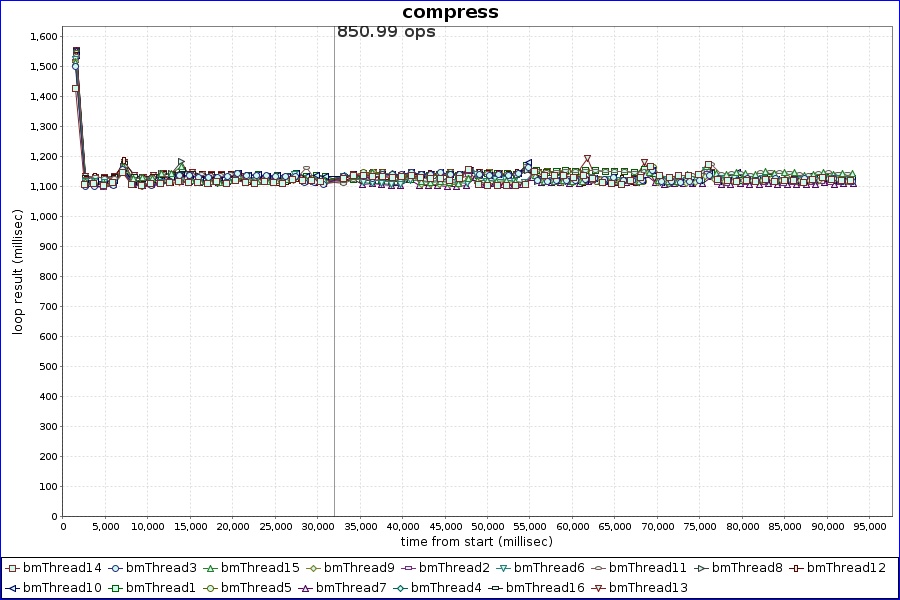 compress
850.99 ops
1,600
1,500
1,400
1,300
1,200
1,100
1,000
900
800
700
600
500
400
300
200
100
0
loop result (millisec)
0 5,000 10,000 15,000 20,000 25,000 30,000 35,000 40,000 45,000 50,000 55,000 60,000 65,000 70,000 75,000 80,000 85,000 90,000 95,000
time from start (millisec)
bmThread14 bmThread3 bmThread15 bmThread9 bmThread2 bmThread6 bmThread11 bmThread8 bmThread12
bmThread10 bmThread1 bmThread5 bmThread7 bmThread4 bmThread16 bmThread13